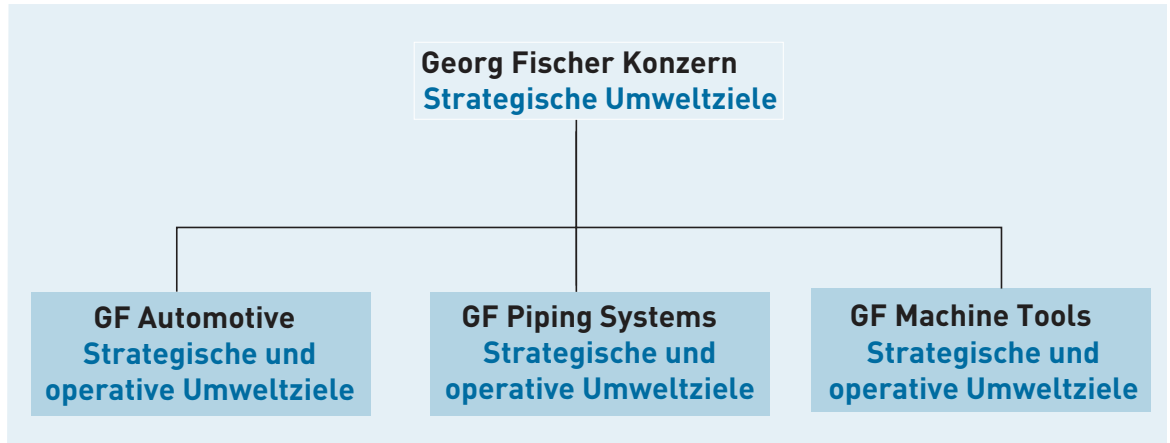 Georg Fischer Konzern
Strategische Umweltziele
GF Automotive
Strategische und
operative Umweltziele
GF Piping Systems
Strategische und
operative Umweltziele
GF Machine Tools
Strategische und
operative Umweltziele